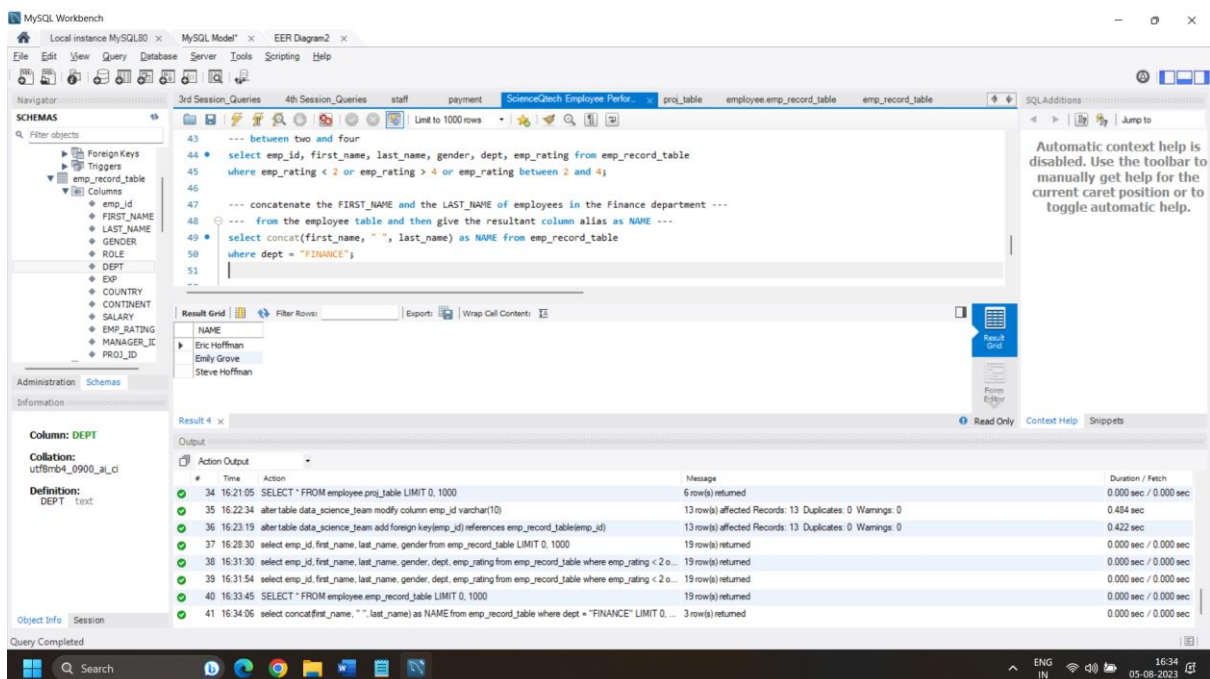 MySQL Workbench
Local instance MySQL80 MySQL Model* EER Diagram2
File Edit View Query Database Server Tools Scripting Help
Navigator
SCHEMAS
Filter objects
Foreign Keys
Triggers
emp_record_table
Columns
emp_id
FIRST_NAME
LAST_NAME
GENDER
ROLE
DEPT
EXP
COUNTRY
CONTINENT
SALARY
EMP_RATING
MANAGER_ID
PROJ_ID
Administration Schemas
Information
Column: DEPT
Collation:
utf8mb4_0900_ai_ci
Definition:
DEPT text
Object Info Session
Query Completed
3rd Session_Queries 4th Session_Queries staff payment ScienceQtech Employee Perfor... proj_table employee.emp_record_table emp_record_table
Limit to 1000 rows
43 --- between two and four
44 select emp_id, first_name, last_name, gender, dept, emp_rating from emp_record_table
45 where emp_rating < 2 or emp_rating > 4 or emp_rating between 2 and 4;
46
47 --- concatenate the FIRST_NAME and the LAST_NAME of employees in the Finance department ---
48 --- from the employee table and then give the resultant column alias as NAME ---
49 select concat(first_name, " ", last_name) as NAME from emp_record_table
50 where dept = "FINANCE";
51
Result Grid Filter Rows: Export: Wrap Cell Content:
NAME
Eric Hoffman
Emily Grove
Steve Hoffman
Result Grid
Form Editor
Result 4 Read Only
Output
Action Output
# Time Action Message Duration / Fetch
34 16:21:05 SELECT * FROM employee.proj_table LIMIT 0, 1000 6 row(s) returned 0.000 sec / 0.000 sec
35 16:22:34 alter table data_science_team modify column emp_id varchar(10) 13 row(s) affected Records: 13 Duplicates: 0 Warnings: 0 0.484 sec
36 16:23:19 alter table data_science_team add foreign key(emp_id) references emp_record_table(emp_id) 13 row(s) affected Records: 13 Duplicates: 0 Warnings: 0 0.422 sec
37 16:28:30 select emp_id, first_name, last_name, gender from emp_record_table LIMIT 0, 1000 19 row(s) returned 0.000 sec / 0.000 sec
38 16:31:30 select emp_id, first_name, last_name, gender, dept, emp_rating from emp_record_table where emp_rating < 2 o... 19 row(s) returned 0.000 sec / 0.000 sec
39 16:31:54 select emp_id, first_name, last_name, gender, dept, emp_rating from emp_record_table where emp_rating < 2 o... 19 row(s) returned 0.000 sec / 0.000 sec
40 16:33:45 SELECT * FROM employee.emp_record_table LIMIT 0, 1000 19 row(s) returned 0.000 sec / 0.000 sec
41 16:34:06 select concat(first_name, " ", last_name) as NAME from emp_record_table where dept = "FINANCE" LIMIT 0, ... 3 row(s) returned 0.000 sec / 0.000 sec
SQLAdditions
Jump to
Automatic context help is
disabled. Use the toolbar to
manually get help for the
current caret position or to
toggle automatic help.
Context Help Snippets
Search
ENG
IN
16:34
05-08-2023